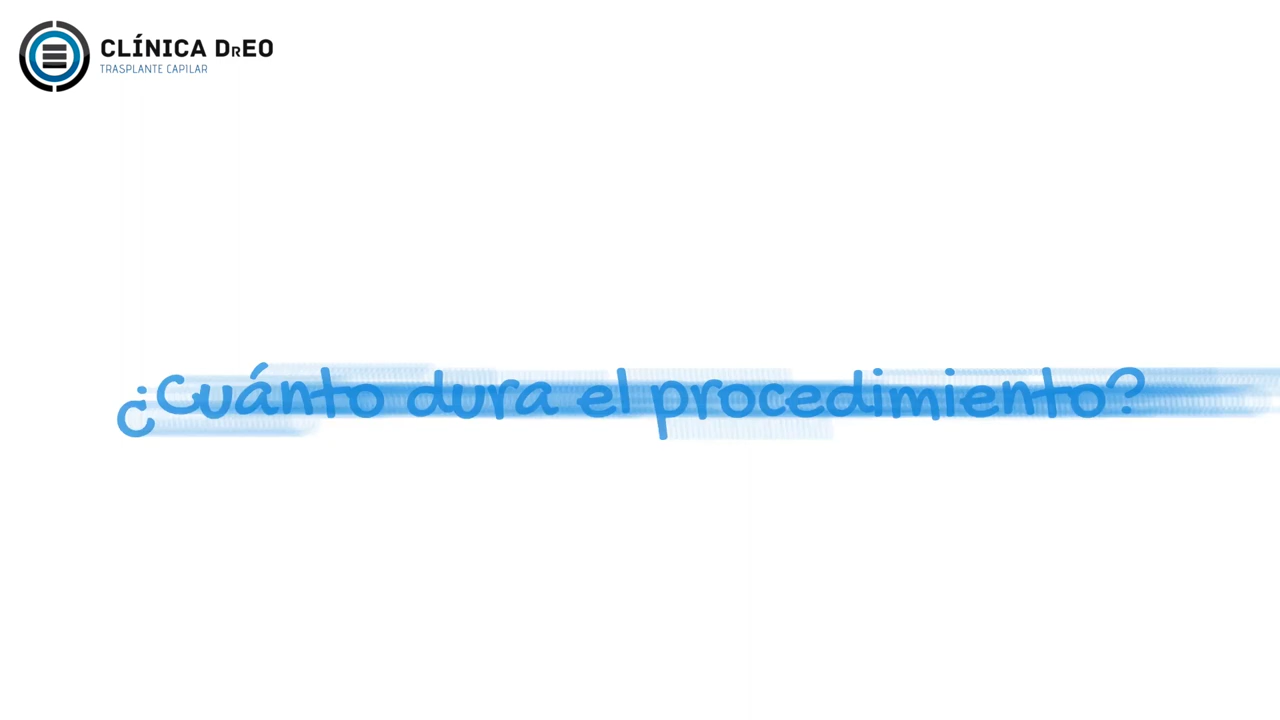 CLÍNICA DREO
TRASPLANTE CAPILAR
¿Cuánto dura el procedimiento?